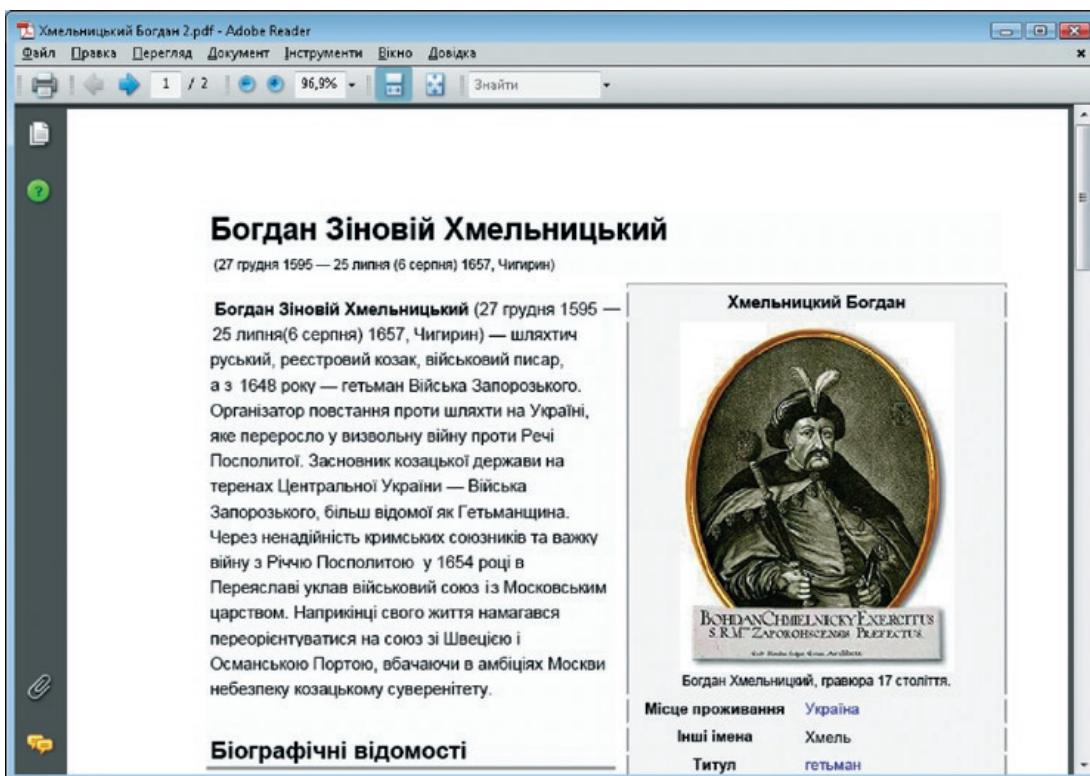 Хмельницький Богдан 2.pdf - Adobe Reader
Файл Правка Перегляд Документ Інструменти Вікно Довідка
1 / 2 96,9% Знайти
Богдан Зіновій Хмельницький
(27 грудня 1595 — 25 липня (6 серпня) 1657, Чигирин)
Богдан Зіновій Хмельницький (27 грудня 1595 —
25 липня(6 серпня) 1657, Чигирин) — шляхтич
руський, реєстровий козак, військовий писар,
а з 1648 року — гетьман Війська Запорозького.
Організатор повстання проти шляхти на Україні,
яке переросло у визвольну війну проти Речі
Посполитої. Засновник козацької держави на
теренах Центральної України — Війська
Запорозького, більш відомої як Гетьманщина.
Через ненадійність кримських союзників та важку
війну з Річчю Посполитою у 1654 році в
Переяславі уклав військовий союз із Московським
царством. Наприкінці свого життя намагався
переорієнтуватися на союз зі Швецією і
Османською Портою, вбачаючи в амбіціях Москви
небезпеку козацькому суверенітету.
Біографічні відомості
Хмельницкий Богдан
BOHDAN CHMIELNICKY EXERCITUS
S. R. M. ZAPOROHSCENSIS PREFECTUS
Богдан Хмельницкий, гравюра 17 століття.
Місце проживання Україна
Інші імена Хмель
Титул гетьман